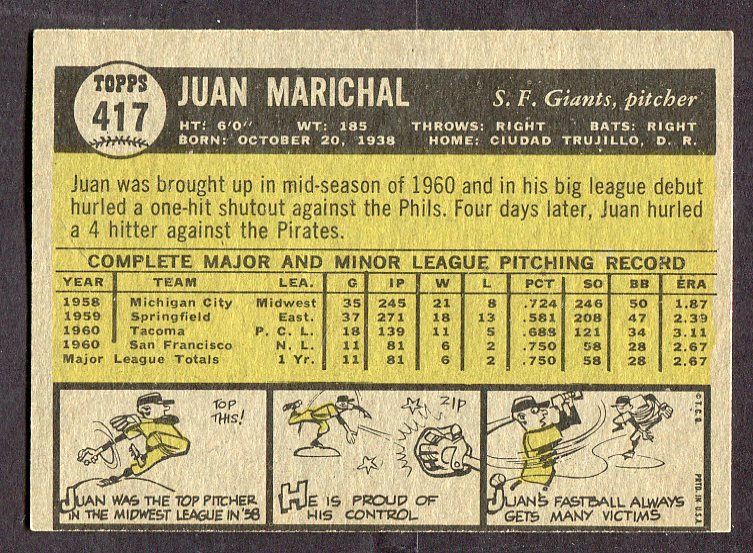 TOPPS
417
JUAN MARICHAL
S. F. Giants, pitcher
HT: 6'0" WT: 185 THROWS: RIGHT BATS: RIGHT
BORN: OCTOBER 20, 1938 HOME: CIUDAD TRUJILLO, D. R.
Juan was brought up in mid-season of 1960 and in his big league debut
hurled a one-hit shutout against the Phils. Four days later, Juan hurled
a 4 hitter against the Pirates.
COMPLETE MAJOR AND MINOR LEAGUE PITCHING RECORD
YEAR TEAM LEA. G IP W L PCT SO BB ERA
1958 Michigan City Midwest 35 245 21 8 .724 246 50 1.87
1959 Springfield East. 37 271 18 13 .581 208 47 2.39
1960 Tacoma P. C. L. 18 139 11 5 .688 121 34 3.11
1960 San Francisco N. L. 11 81 6 2 .750 58 28 2.67
Major League Totals 1 Yr. 11 81 6 2 .750 58 28 2.67
TOP
THIS!
JUAN WAS THE TOP PITCHER
IN THE MIDWEST LEAGUE IN '58
ZIP
HE IS PROUD OF
HIS CONTROL
JUAN'S FASTBALL ALWAYS
GETS MANY VICTIMS
© T. C. G.
PRTD. IN U.S.A.